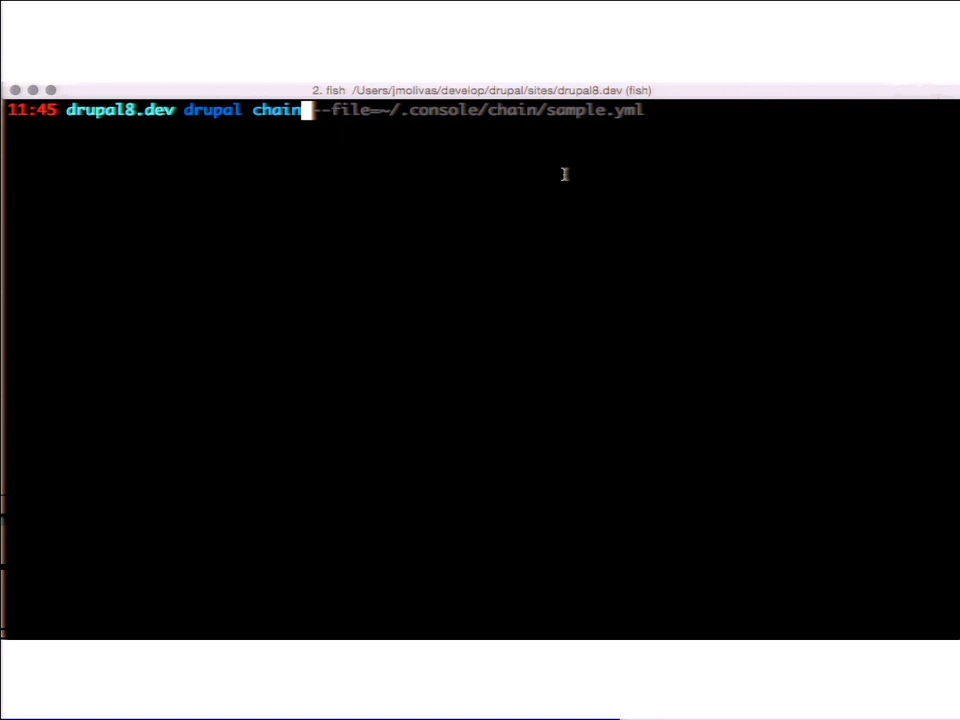 2. fish /Users/jmolivas/develop/drupal/sites/drupal8.dev (fish)
11:45 drupal8.dev drupal chain --file=~/.console/chain/sample.yml